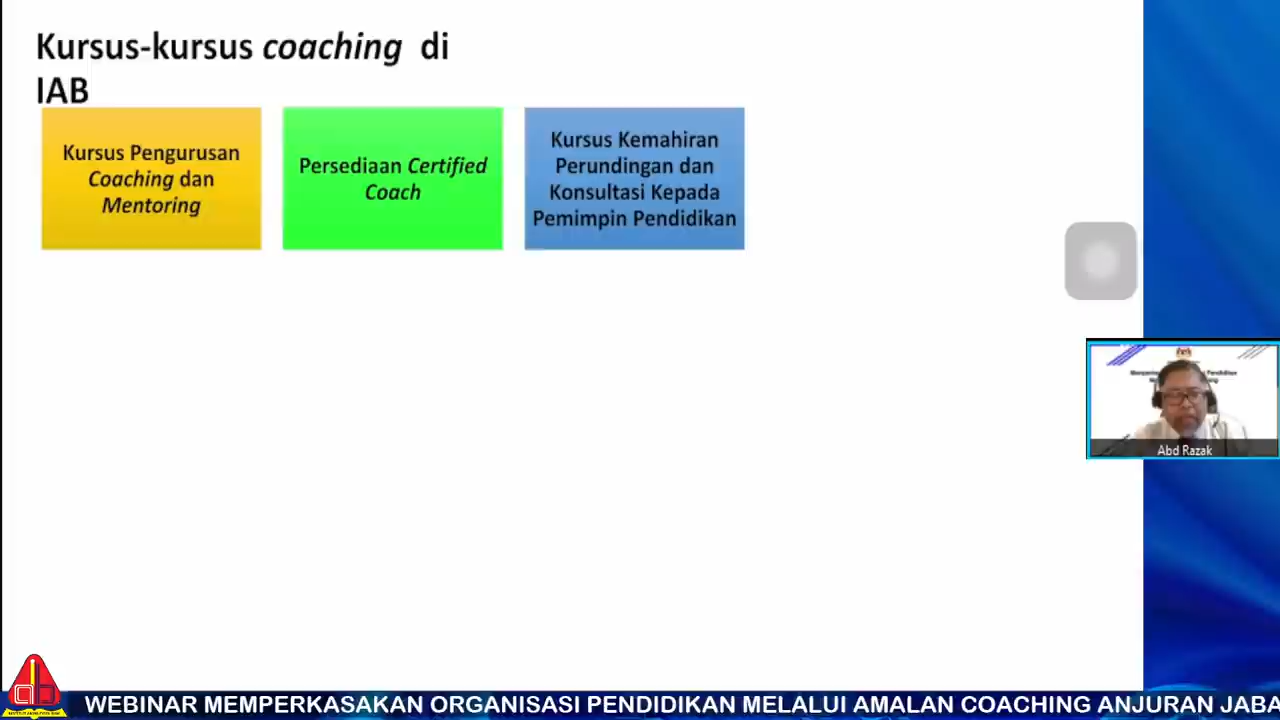 Kursus-kursus coaching di
IAB
Kursus Pengurusan
Coaching dan
Mentoring
Persediaan Certified
Coach
Kursus Kemahiran
Perundingan dan
Konsultasi Kepada
Pemimpin Pendidikan
Abd Razak
WEBINAR MEMPERKASAKAN ORGANISASI PENDIDIKAN MELALUI AMALAN COACHING ANJURAN JABA